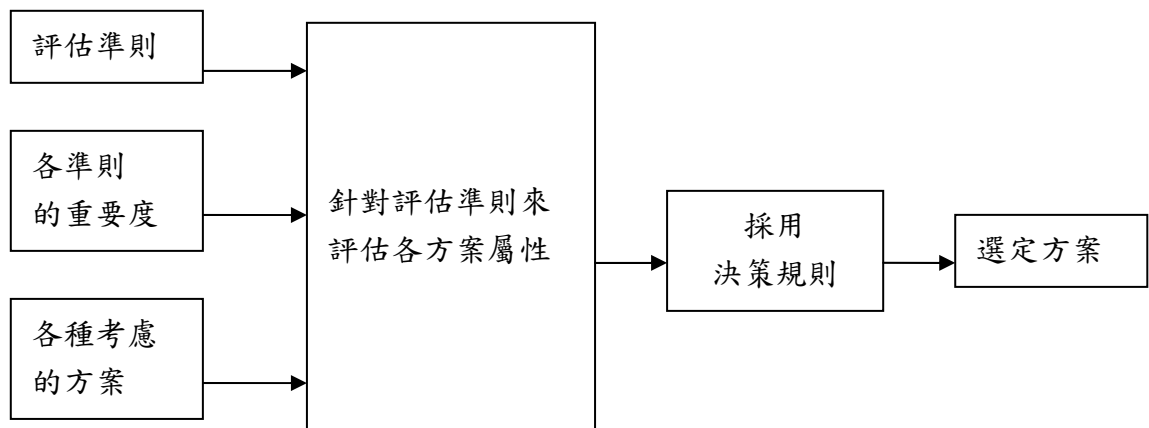 評估準則
各準則
的重要度
各種考慮
的方案
針對評估準則來
評估各方案屬性
採用
決策規則
選定方案